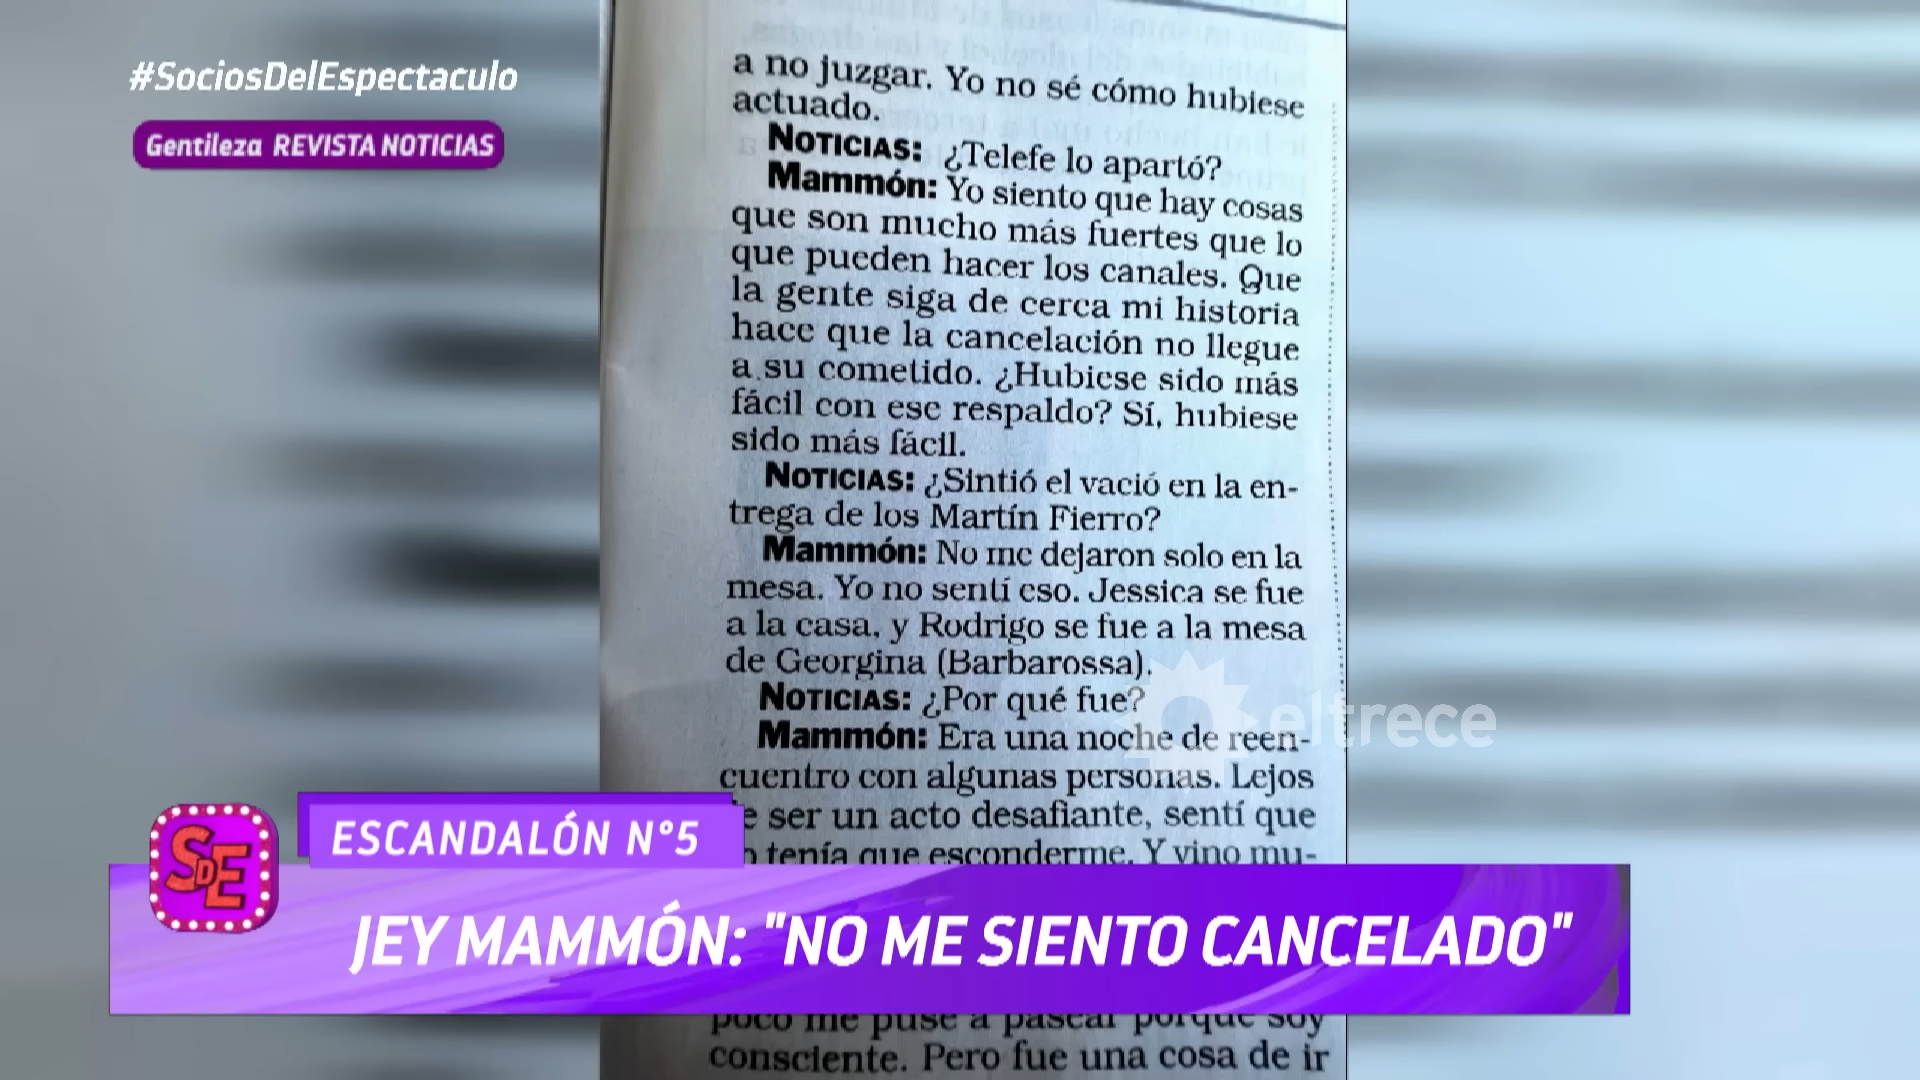 #SociosDelEspectaculo
Gentileza REVISTA NOTICIAS
a no juzgar. Yo no sé cómo hubiese
actuado.
NOTICIAS: ¿Telefe lo apartó?
Mammón: Yo siento que hay cosas
que son mucho más fuertes que lo
que pueden hacer los canales. Que
la gente siga de cerca mi historia
hace que la cancelación no llegue
a su cometido. ¿Hubiese sido más
fácil con ese respaldo? Sí, hubiese
sido más fácil.
NOTICIAS: ¿Sintió el vació en la en-
trega de los Martín Fierro?
Mammón: No me dejaron solo en la
mesa. Yo no sentí eso. Jessica se fue
a la casa, y Rodrigo se fue a la mesa
de Georgina (Barbarossa).
NOTICIAS: ¿Por qué fue?
Mammón: Era una noche de reen-
cuentro con algunas personas. Lejos
ser un acto desafiante, sentí que
tenía que esconderme. Y vino mu-
eltrece
SDE
ESCANDALÓN N°5
JEY MAMMÓN: "NO ME SIENTO CANCELADO"
poco me puse a pasear porque soy
consciente. Pero fue una cosa de ir